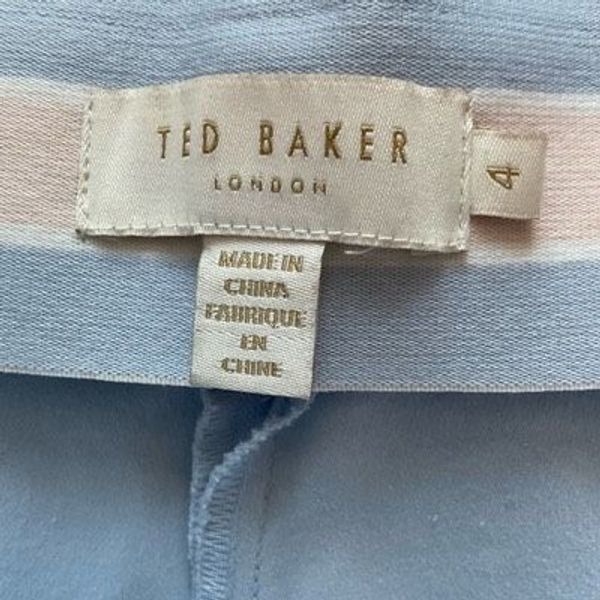 TED BAKER
LONDON
4
MADE IN
CHINA
FABRIQUE
EN
CHINE